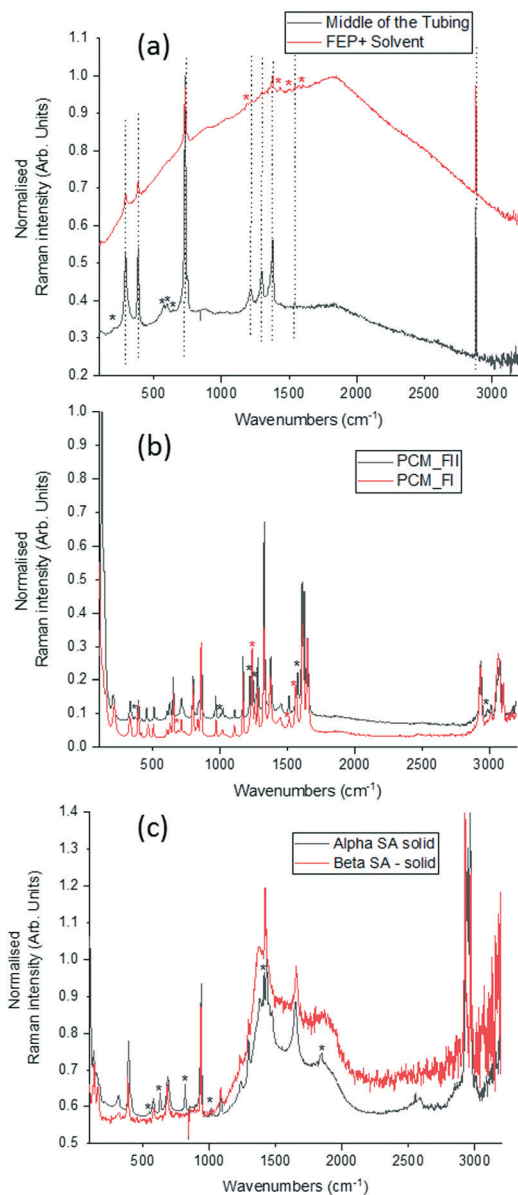 (a)
Middle of the Tubing
FEP+ Solvent
Normalised
Raman intensity (Arb. Units)
1.1
1.0
0.9
0.8
0.7
0.6
0.5
0.4
0.3
0.2
* * * * *
* * * *
500 1000 1500 2000 2500 3000
Wavenumbers (cm-1)
(b)
PCM_FII
PCM_FI
Normalised
Raman intensity (Arb. Units)
1.0
0.9
0.8
0.7
0.6
0.5
0.4
0.3
0.2
0.1
0.0
500 1000 1500 2000 2500 3000
Wavenumbers (cm-1)
(c)
Alpha SA solid
Beta SA - solid
Normalised
Raman intensity (Arb. Units)
1.4
1.3
1.2
1.1
1.0
0.9
0.8
0.7
0.6
0.5
500 1000 1500 2000 2500 3000
Wavenumbers (cm-1)